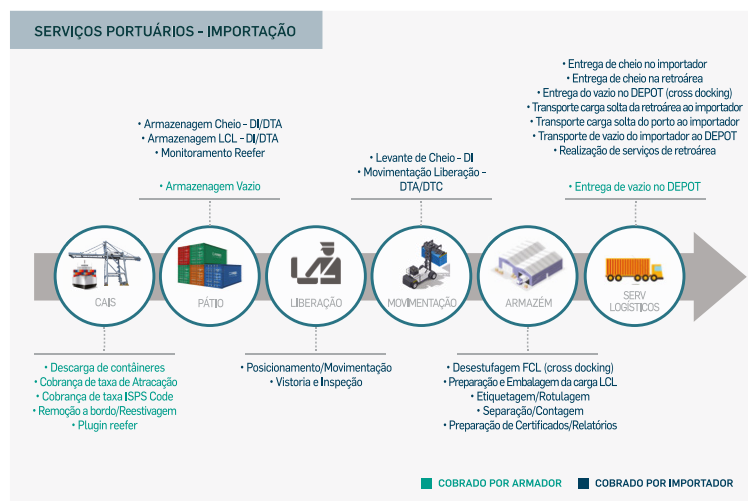 SERVIÇOS PORTUÁRIOS - IMPORTAÇÃO
• Entrega de cheio no importador
• Entrega de cheio na retroárea
• Entrega do vazio no DEPOT (cross docking)
• Transporte carga solta da retroárea ao importador
• Transporte carga solta do porto ao importador
• Transporte de vazio do importador ao DEPOT
• Realização de serviços de retroárea
• Entrega de vazio no DEPOT
• Armazenagem Cheio - DI/DTA
• Armazenagem LCL - DI/DTA
• Monitoramento Reefer
• Armazenagem Vazio
• Levante de Cheio - DI
• Movimentação Liberação -
DTA/DTC
CAIS
PÁTIO
LIBERAÇÃO
MOVIMENTAÇÃO
ARMAZÉM
SERV
LOGÍSTICOS
• Descarga de contâineres
• Cobrança de taxa de Atracação
• Cobrança de taxa ISPS Code
• Remoção a bordo/Reestivagem
• Plugin reefer
• Posicionamento/Movimentação
• Vistoria e Inspeção
• Desestufagem FCL (cross docking)
• Preparação e Embalagem da carga LCL
• Etiquetagem/Rotulagem
• Separação/Contagem
• Preparação de Certificados/Relatórios
COBRADO POR ARMADOR
COBRADO POR IMPORTADOR